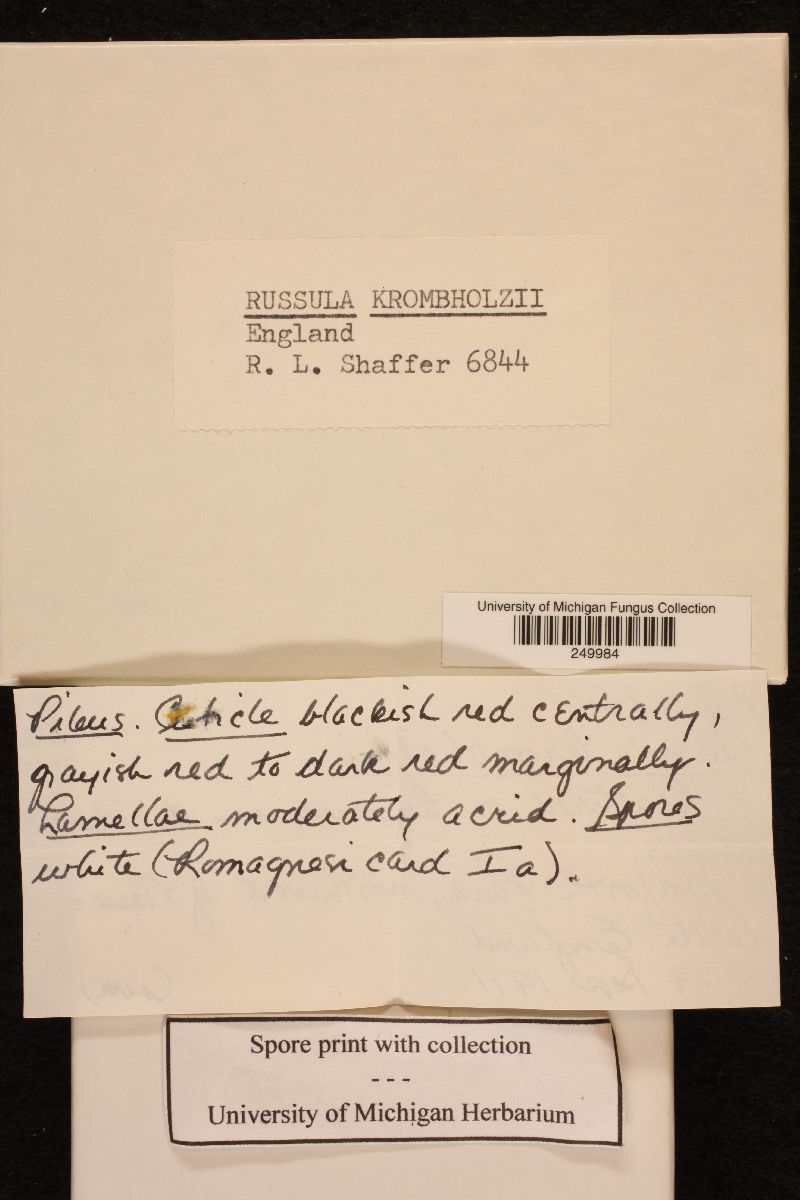 RUSSULA KROMBHOLZII
England
R. L. Shaffer 6844
University of Michigan Fungus Collection
249984
Pileus. Cuticle blackish red centrally,
grayish red to dark red marginally.
Lamellae moderately acrid. Spores
white (Romagnesi card Ia).
Spore print with collection
---
University of Michigan Herbarium